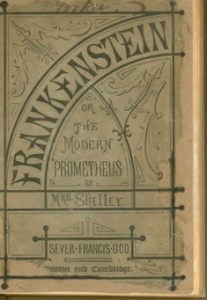 FRANKENSTEIN
OR,
THE
MODERN
PROMETHEUS
BY
MRS. Shelley
SEVER·FRANCIS·&CO.
Boston and Cambridge.